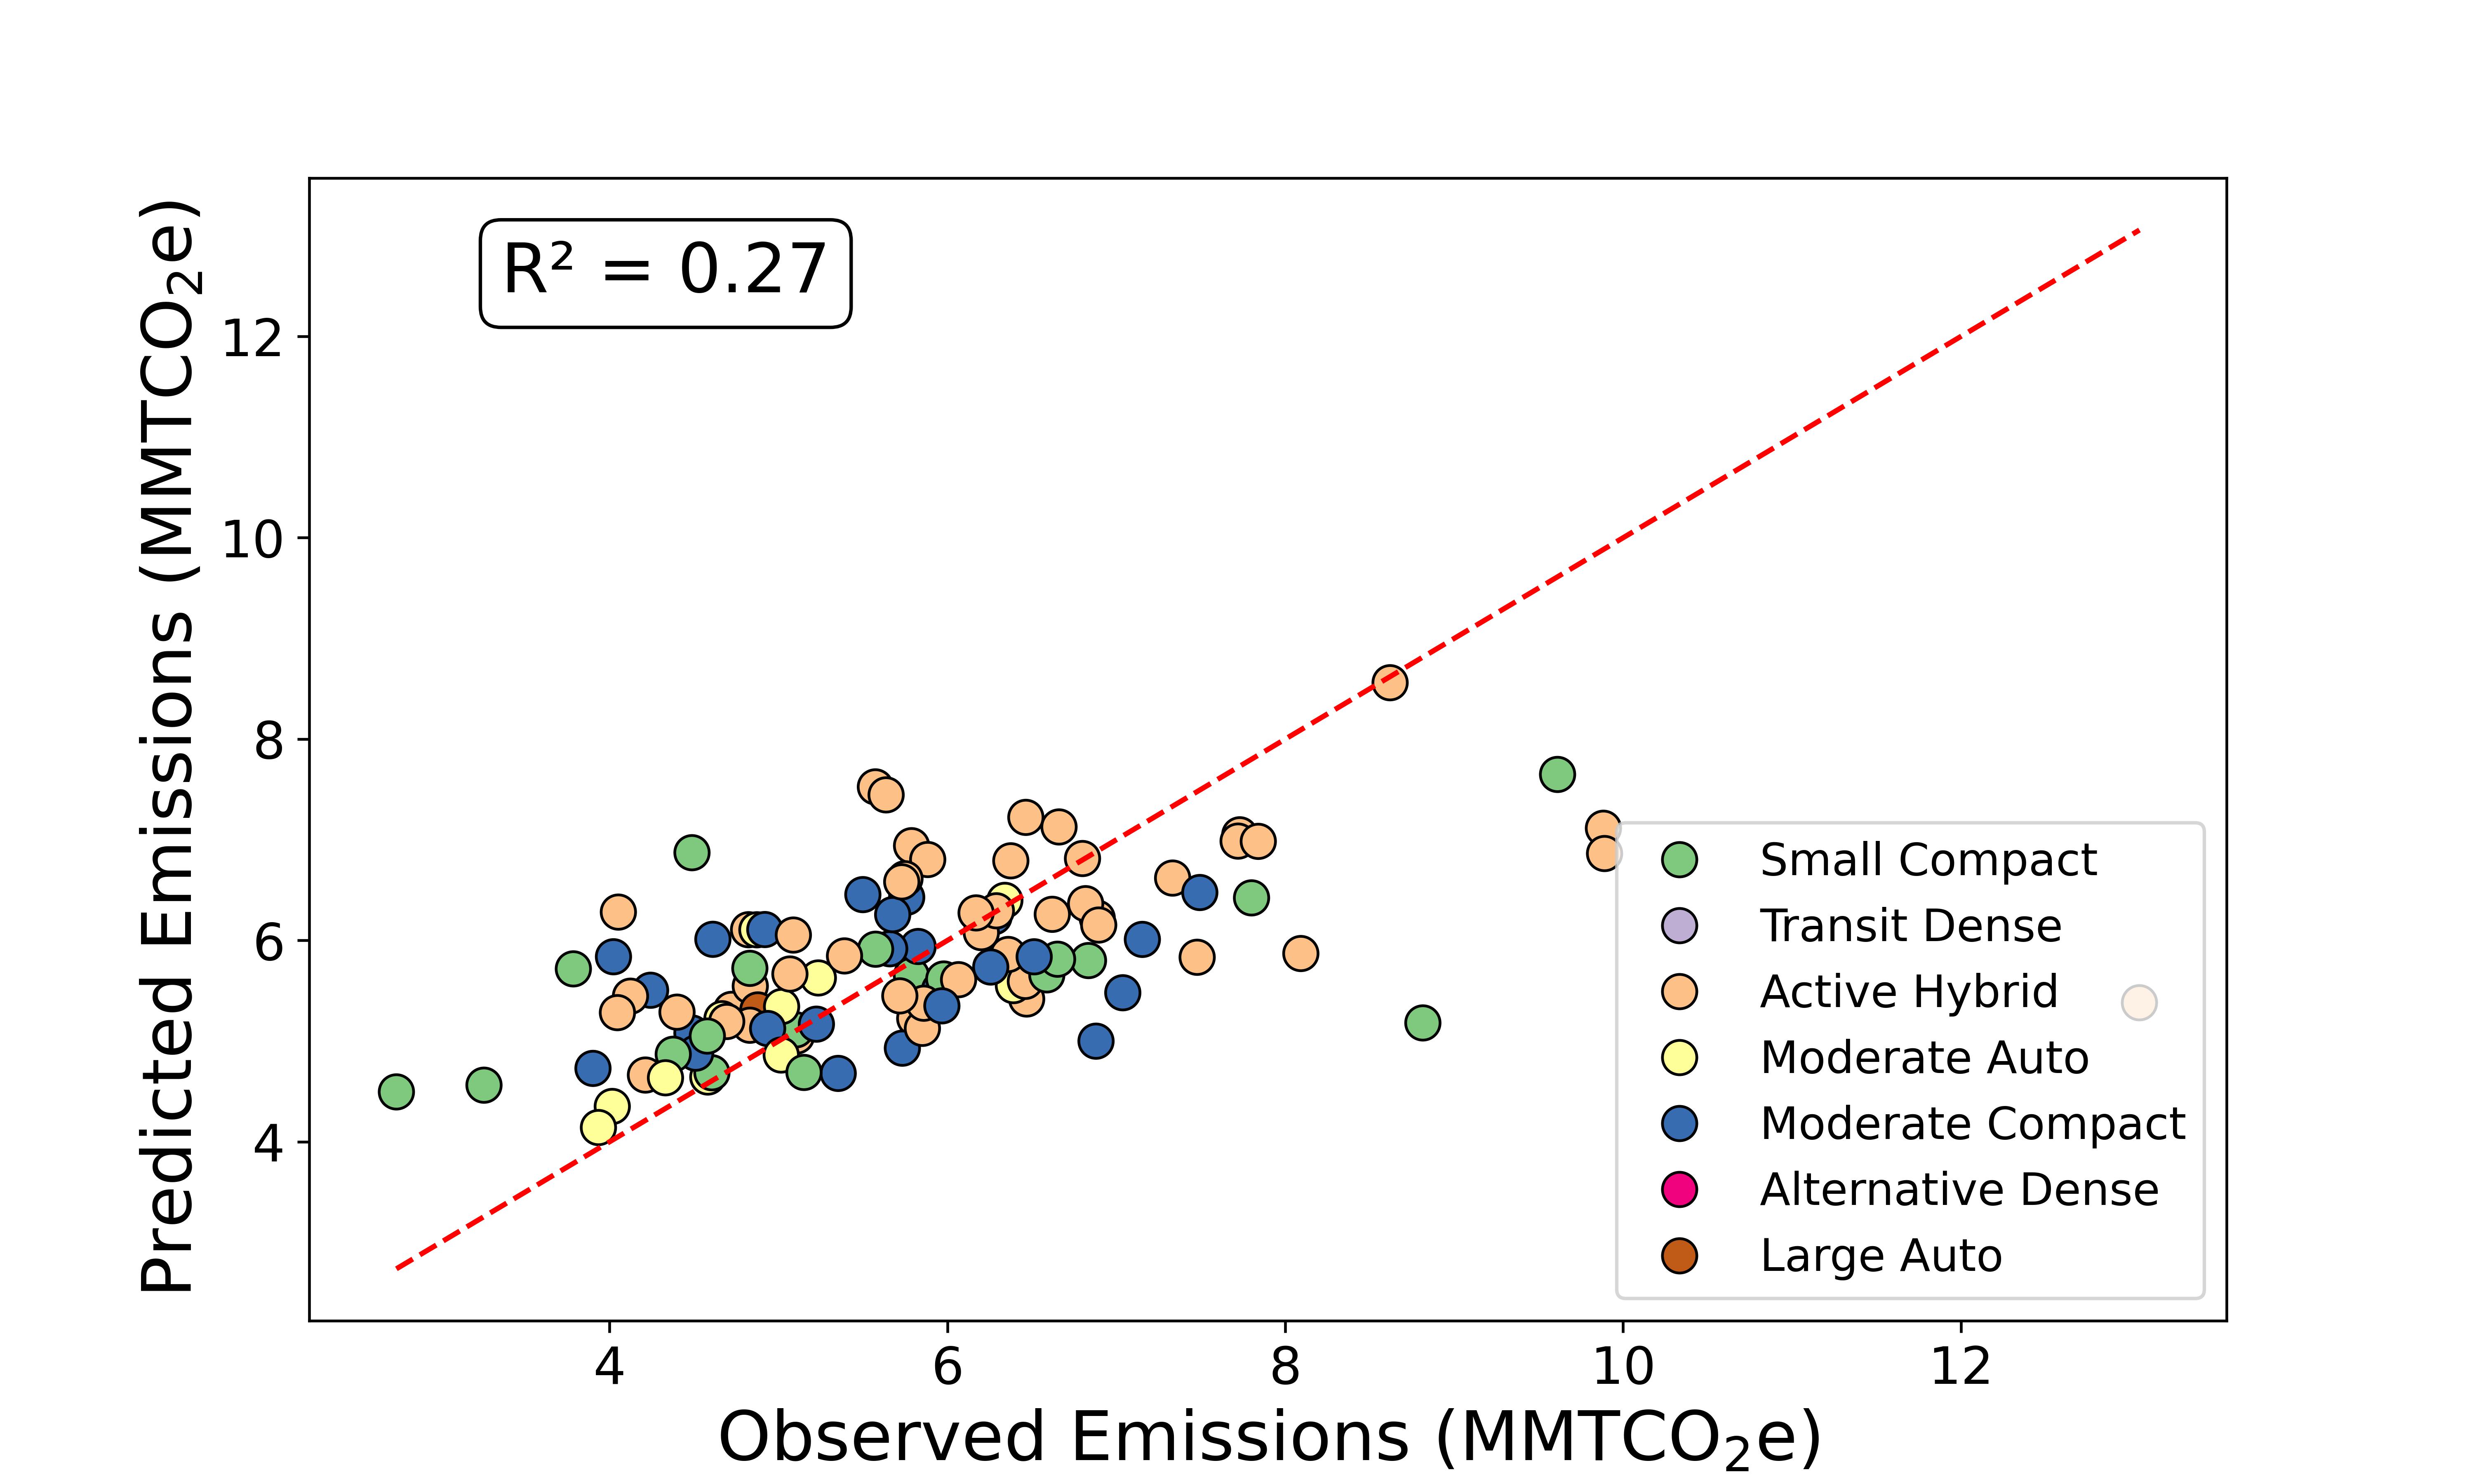 R² = 0.27
Predicted Emissions (MMTCO₂e)
12
10
8
6
4
Small Compact
Transit Dense
Active Hybrid
Moderate Auto
Moderate Compact
Alternative Dense
Large Auto
4 6 8 10 12
Observed Emissions (MMTCO₂e)